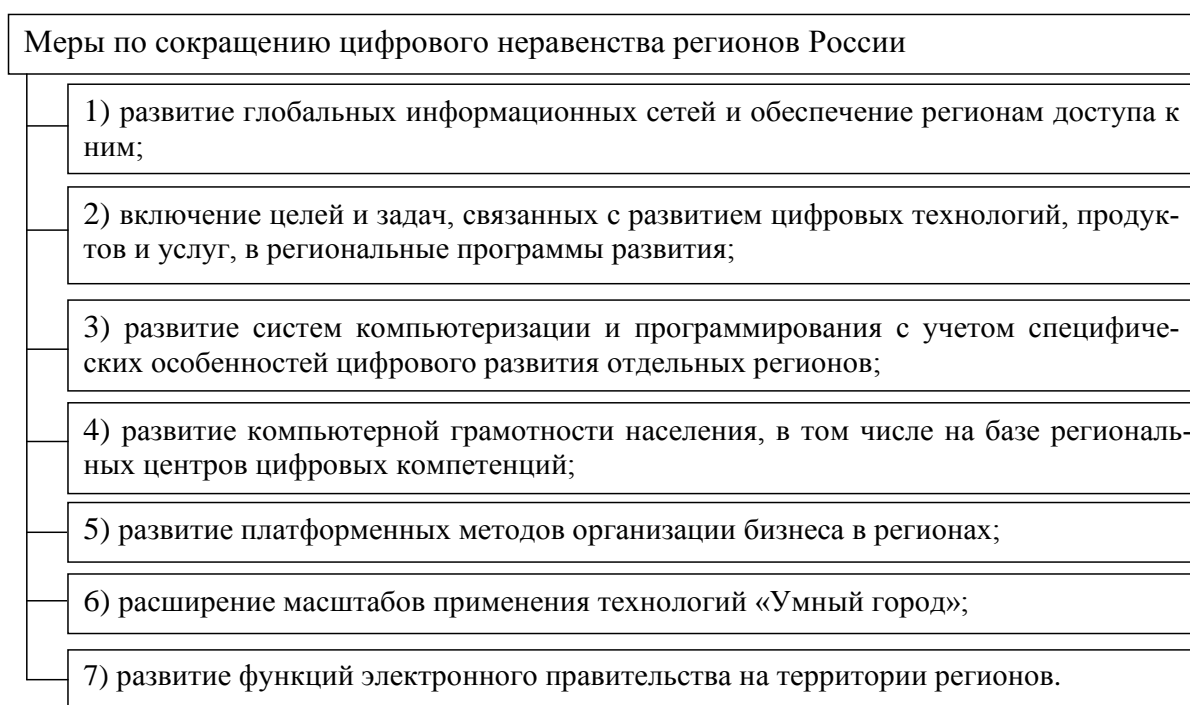 Меры по сокращению цифрового неравенства регионов России
1) развитие глобальных информационных сетей и обеспечение регионам доступа к
ним;
2) включение целей и задач, связанных с развитием цифровых технологий, продук-
тов и услуг, в региональные программы развития;
3) развитие систем компьютеризации и программирования с учетом специфиче-
ских особенностей цифрового развития отдельных регионов;
4) развитие компьютерной грамотности населения, в том числе на базе региональ-
ных центров цифровых компетенций;
5) развитие платформенных методов организации бизнеса в регионах;
6) расширение масштабов применения технологий «Умный город»;
7) развитие функций электронного правительства на территории регионов.